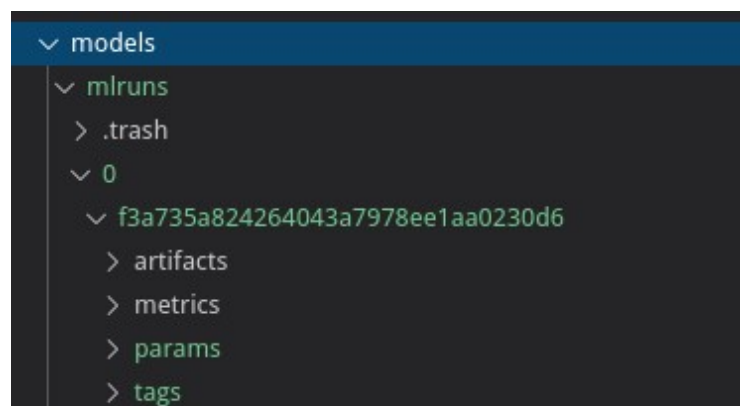 models
mlruns
.trash
0
f3a735a824264043a7978ee1aa0230d6
artifacts
metrics
params
tags